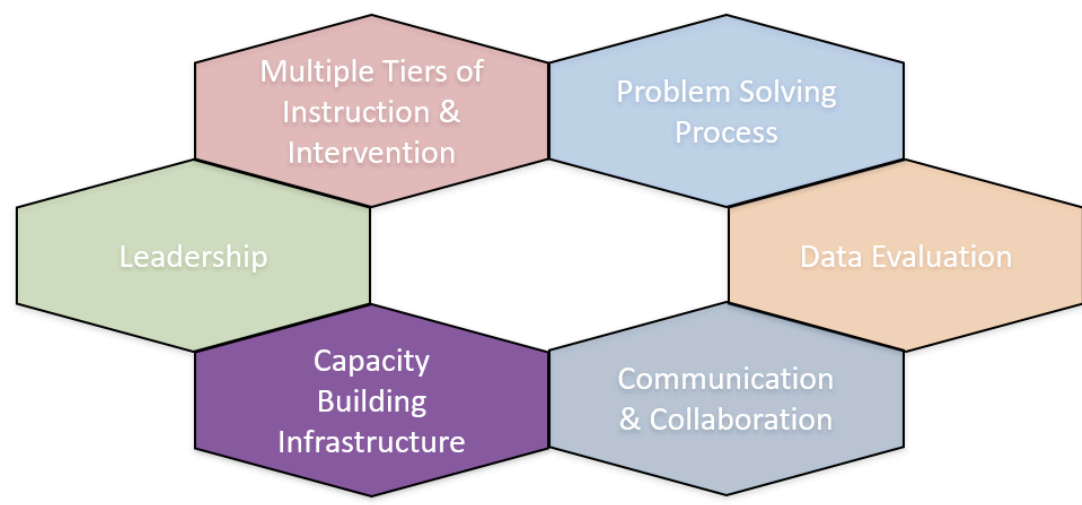 Multiple Tiers of
Instruction &
Intervention
Problem Solving
Process
Leadership
Data Evaluation
Capacity
Building
Infrastructure
Communication
& Collaboration